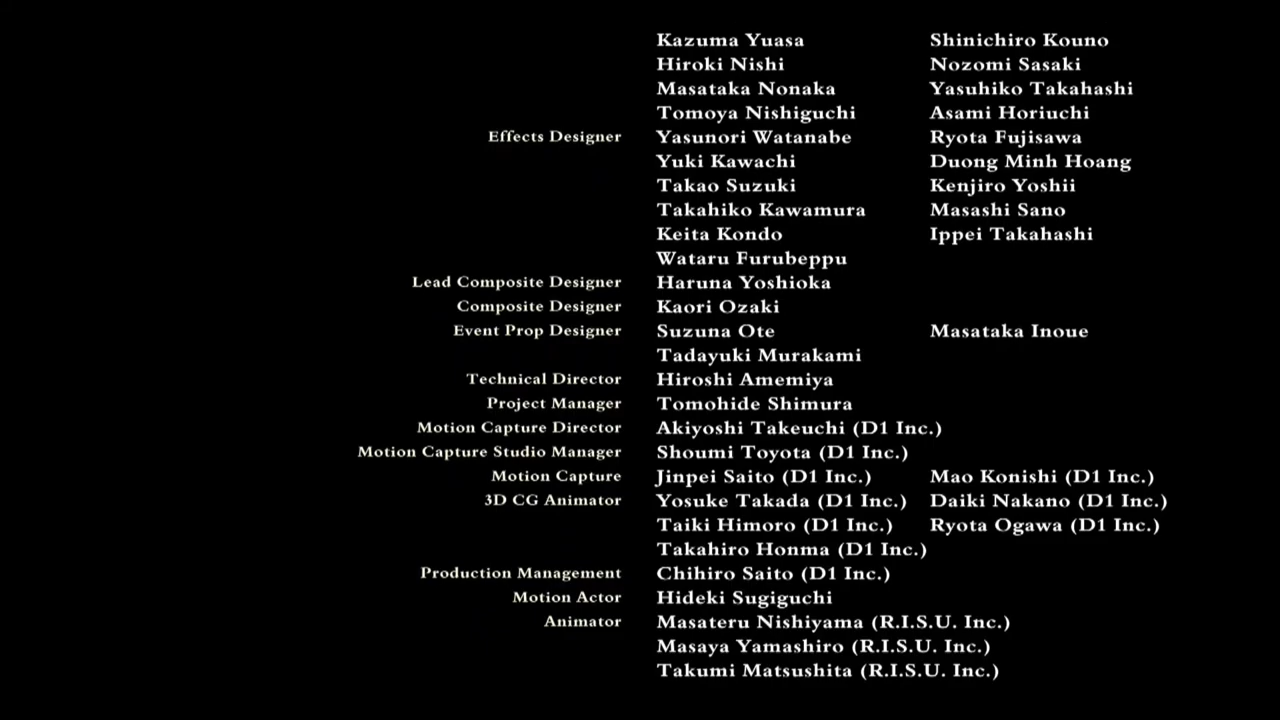 Kazuma Yuasa Shinichiro Kouno
Hiroki Nishi Nozomi Sasaki
Masataka Nonaka Yasuhiko Takahashi
Tomoya Nishiguchi Asami Horiuchi
Effects Designer Yasunori Watanabe Ryota Fujisawa
Yuki Kawachi Duong Minh Hoang
Takao Suzuki Kenjiro Yoshii
Takahiko Kawamura Masashi Sano
Keita Kondo Ippei Takahashi
Wataru Furubeppu
Lead Composite Designer Haruna Yoshioka
Composite Designer Kaori Ozaki
Event Prop Designer Suzuna Ote Masataka Inoue
Tadayuki Murakami
Technical Director Hiroshi Amemiya
Project Manager Tomohide Shimura
Motion Capture Director Akiyoshi Takeuchi (D1 Inc.)
Motion Capture Studio Manager Shoumi Toyota (D1 Inc.)
Motion Capture Jinpei Saito (D1 Inc.) Mao Konishi (D1 Inc.)
3D CG Animator Yosuke Takada (D1 Inc.) Daiki Nakano (D1 Inc.)
Taiki Himoro (D1 Inc.) Ryota Ogawa (D1 Inc.)
Takahiro Honma (D1 Inc.)
Production Management Chihiro Saito (D1 Inc.)
Motion Actor Hideki Sugiguchi
Animator Masateru Nishiyama (R.I.S.U. Inc.)
Masaya Yamashiro (R.I.S.U. Inc.)
Takumi Matsushita (R.I.S.U. Inc.)